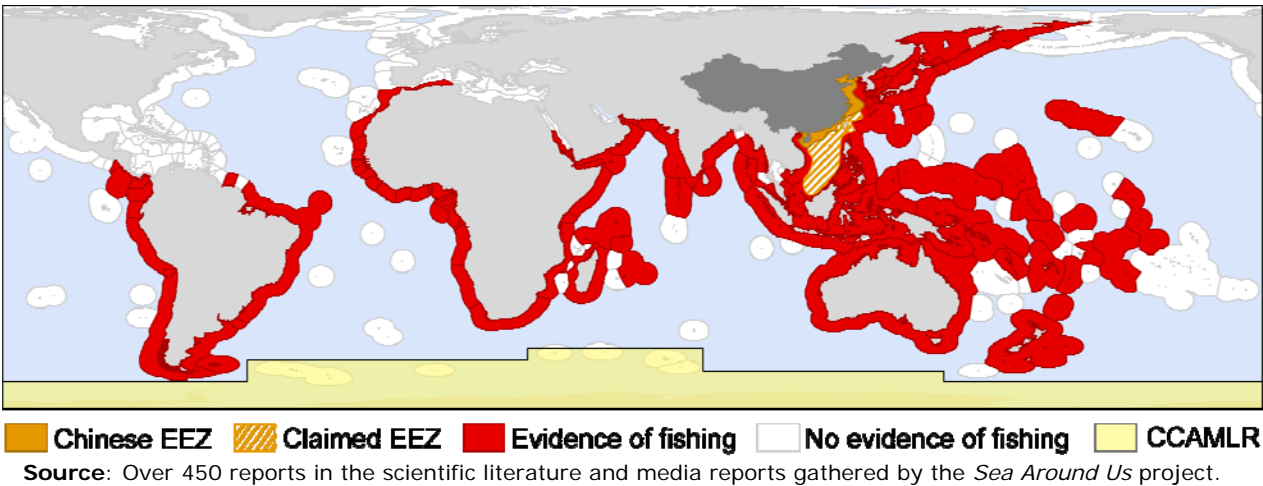 Chinese EEZ Claimed EEZ Evidence of fishing No evidence of fishing CCAMLR
Source: Over 450 reports in the scientific literature and media reports gathered by the Sea Around Us project.